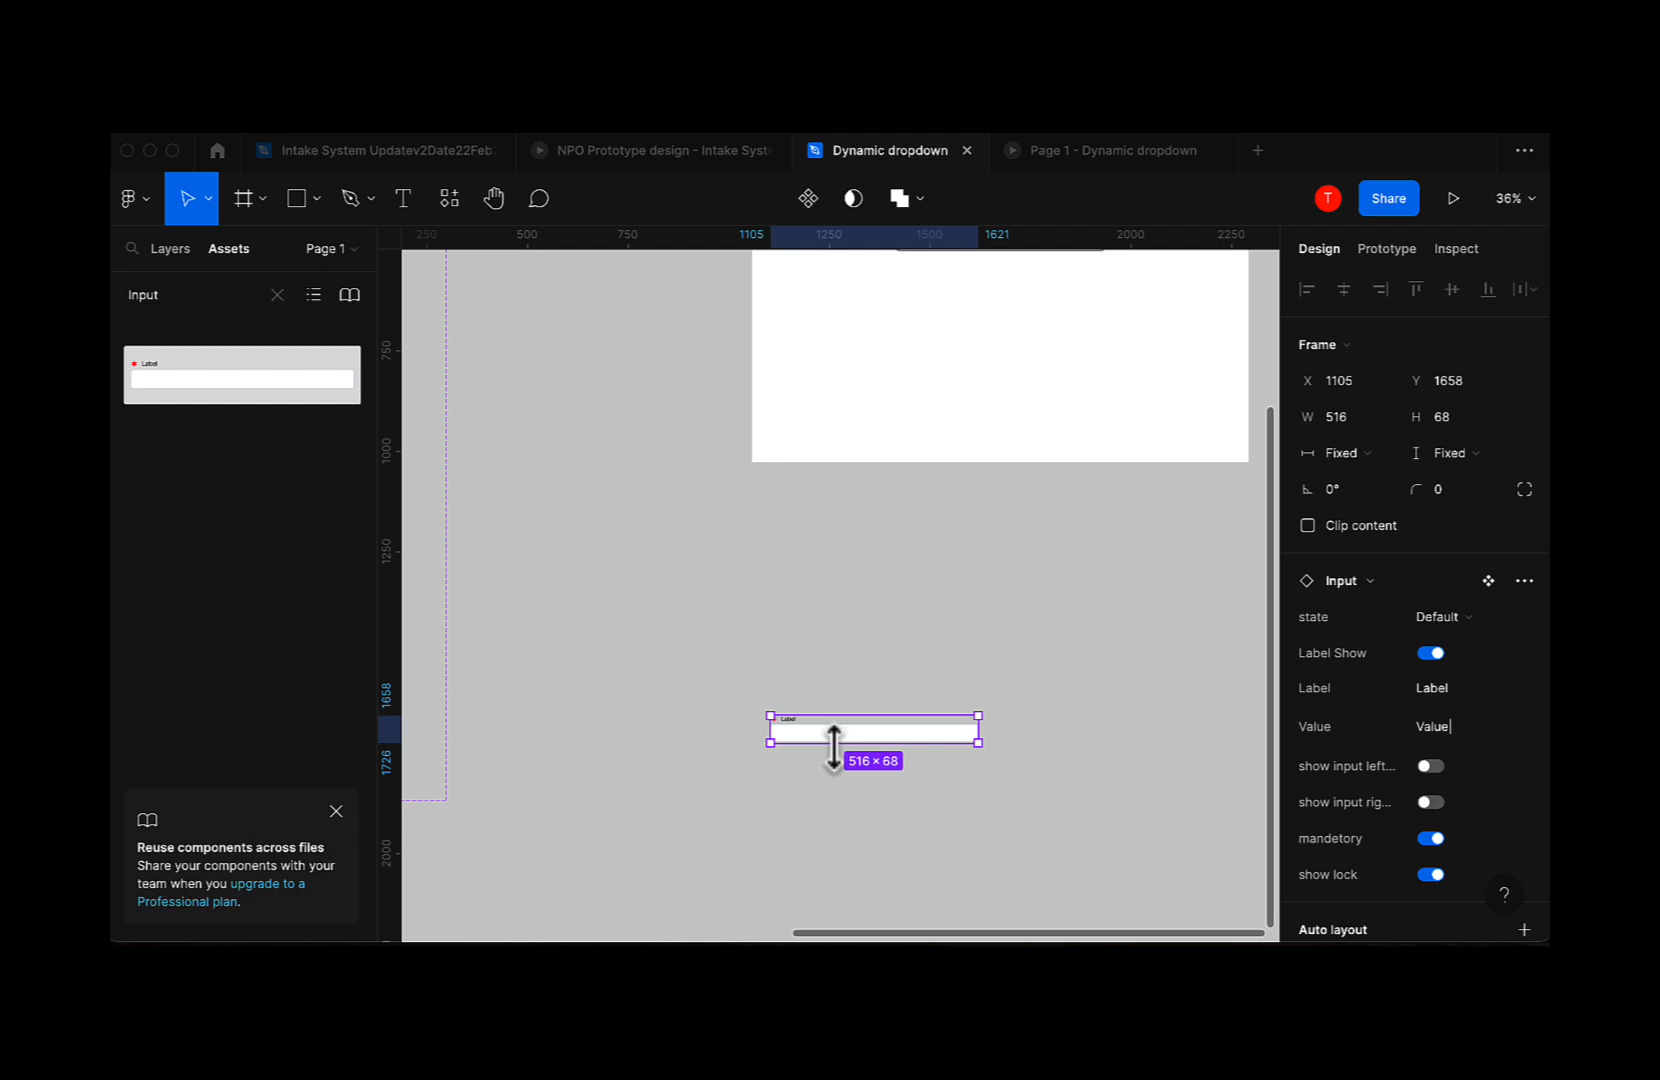 Intake System Updatev2Date22Feb
NPO Prototype design - Intake Syst
Dynamic dropdown
Page 1 - Dynamic dropdown
T
T
Share
36%
Layers
Assets
Page 1
250
500
750
1105
1250
1500
1621
2000
2250
Design
Prototype
Inspect
Input
Label
750
1000
1250
1658
1726
2000
Label
516 × 68
Frame
X 1105
Y 1658
W 516
H 68
Fixed
Fixed
0°
0
Clip content
Input
state
Default
Label Show
Label
Label
Value
Value
show input left...
show input rig...
mandetory
show lock
?
Auto layout
Reuse components across files
Share your components with your
team when you upgrade to a
Professional plan.